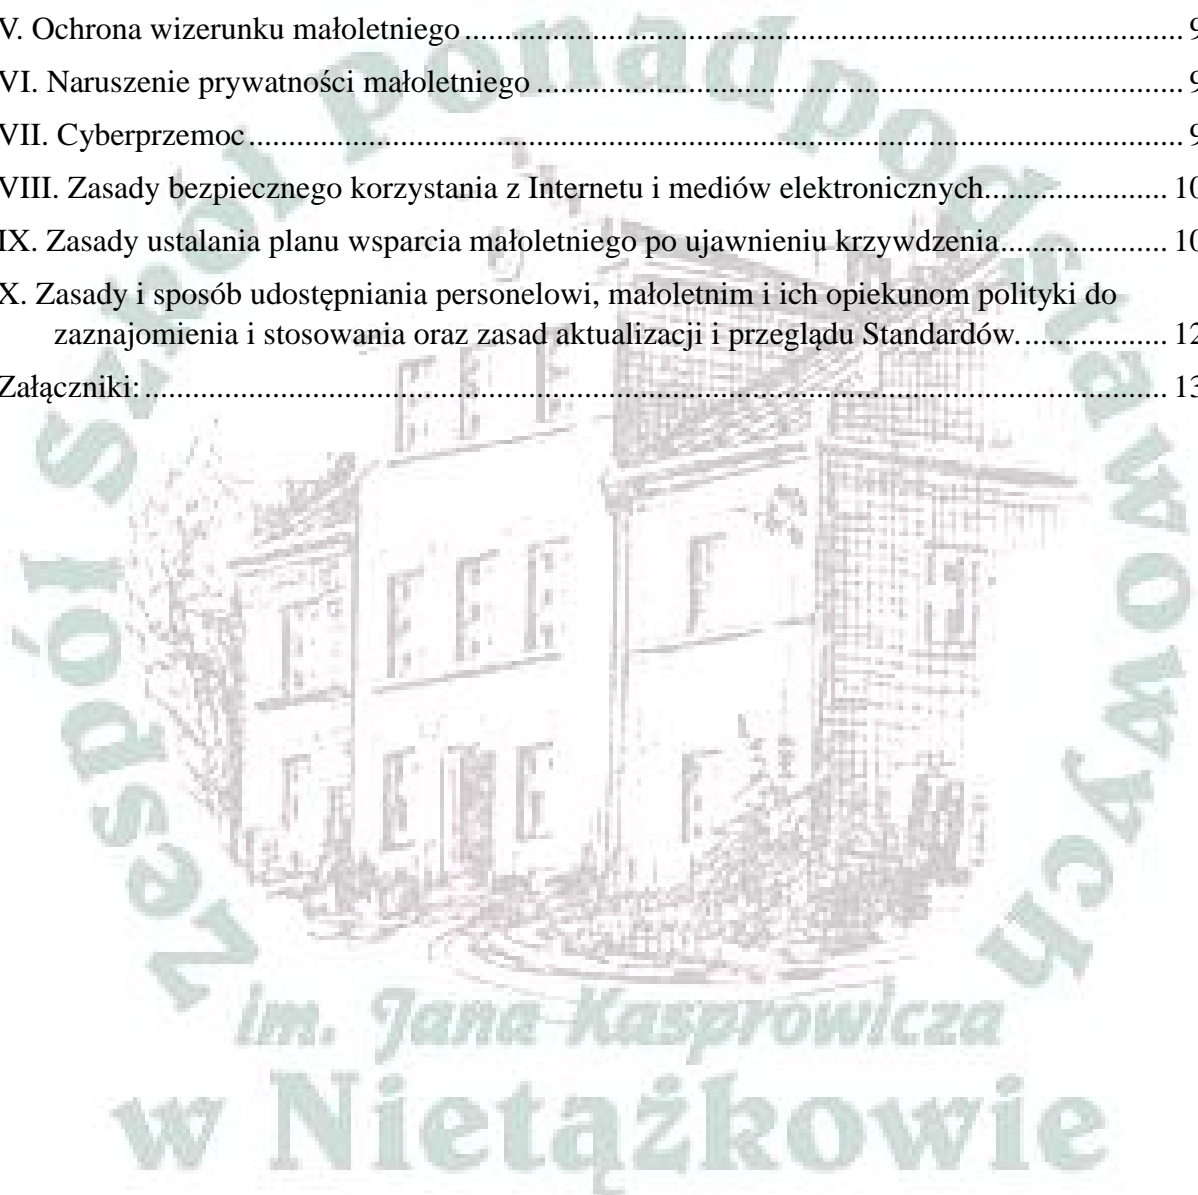 V. Ochrona wizerunku małoletniego ........ 9
VI. Naruszenie prywatności małoletniego ........ 9
VII. Cyberprzemoc ........ 9
VIII. Zasady bezpiecznego korzystania z Internetu i mediów elektronicznych ........ 10
IX. Zasady ustalania planu wsparcia małoletniego po ujawnieniu krzywdzenia ........ 10
X. Zasady i sposób udostępniania personelowi, małoletnim i ich opiekunom polityki do
zaznajomienia i stosowania oraz zasad aktualizacji i przeglądu Standardów. ........ 12
Załączniki: ........ 13
Zespół Szkół Ponadpodstawowych
im. Jana Kasprowicza
w Nietążkowie